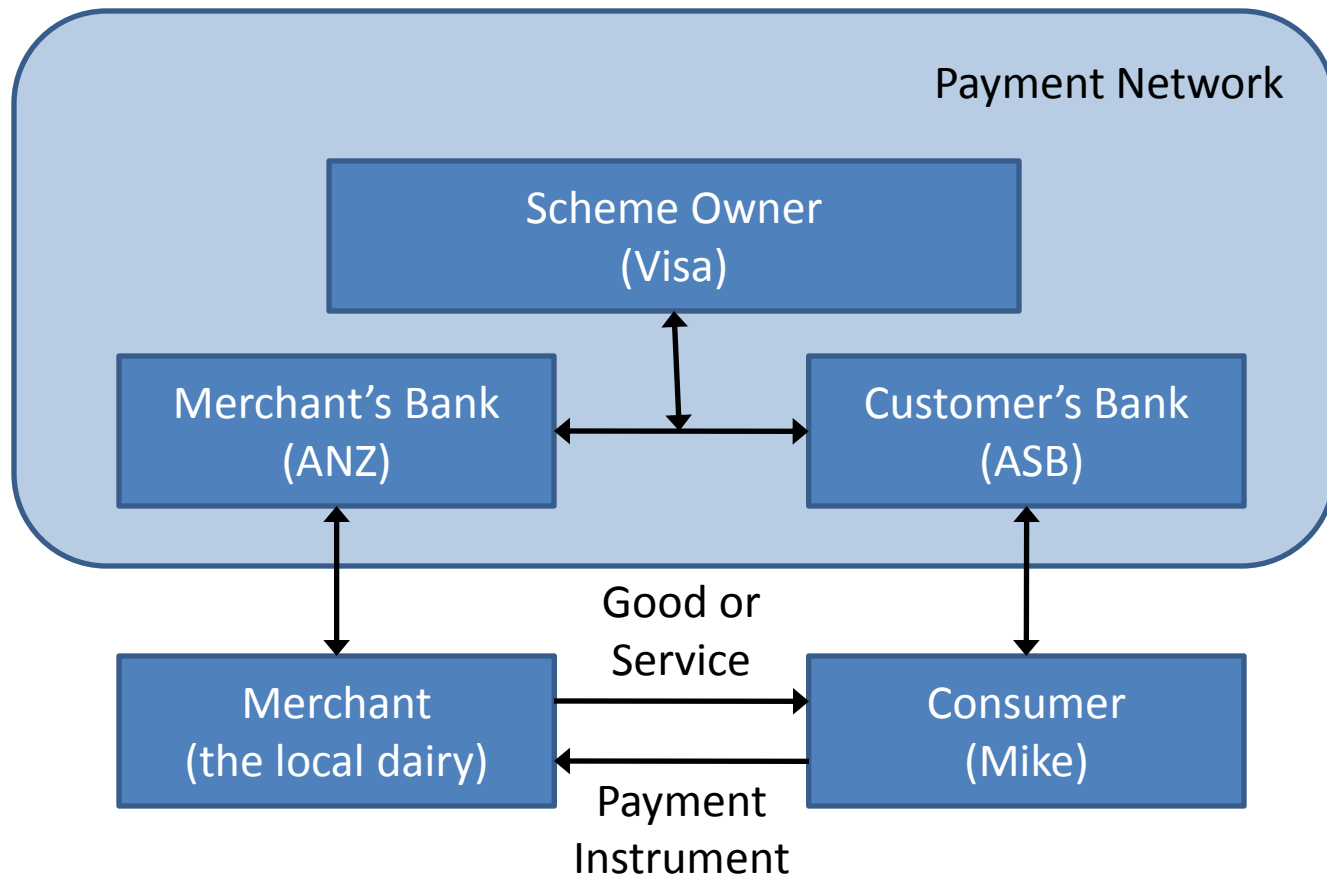 Payment Network
Scheme Owner
(Visa)
Merchant’s Bank
(ANZ)
Customer’s Bank
(ASB)
Good or
Service
Merchant
(the local dairy)
Consumer
(Mike)
Payment
Instrument